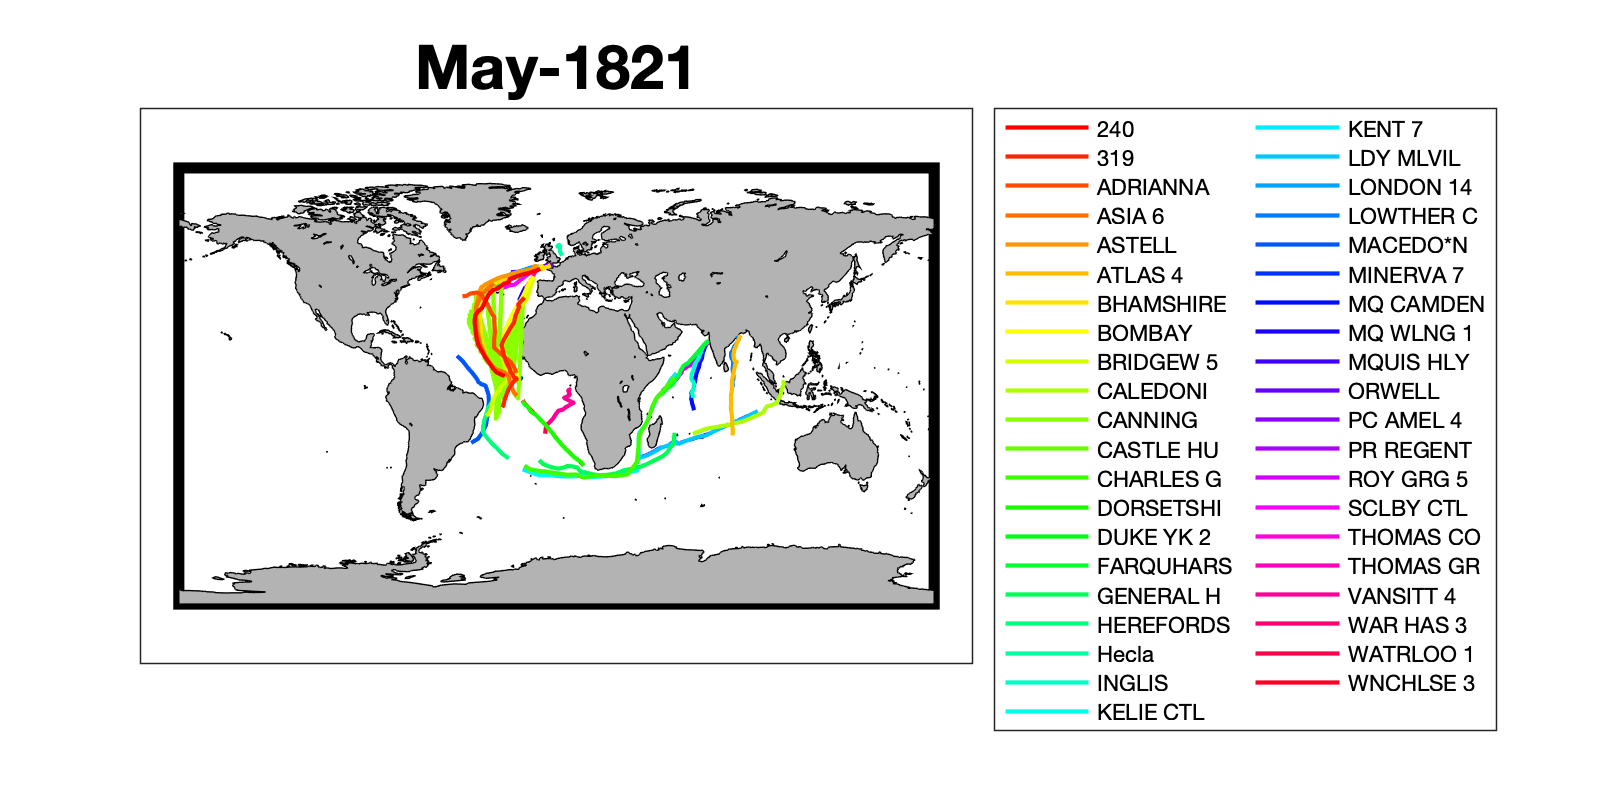 May-1821
240
319
ADRIANNA
ASIA 6
ASTELL
ATLAS 4
BHAMSHIRE
BOMBAY
BRIDGEW 5
CALEDONI
CANNING
CASTLE HU
CHARLES G
DORSETSHI
DUKE YK 2
FARQUHARS
GENERAL H
HEREFORDS
Hecla
INGLIS
KELIE CTL
KENT 7
LDY MLVIL
LONDON 14
LOWTHER C
MACEDO*N
MINERVA 7
MQ CAMDEN
MQ WLNG 1
MQUIS HLY
ORWELL
PC AMEL 4
PR REGENT
ROY GRG 5
SCLBY CTL
THOMAS CO
THOMAS GR
VANSITT 4
WAR HAS 3
WATRLOO 1
WNCHLSE 3